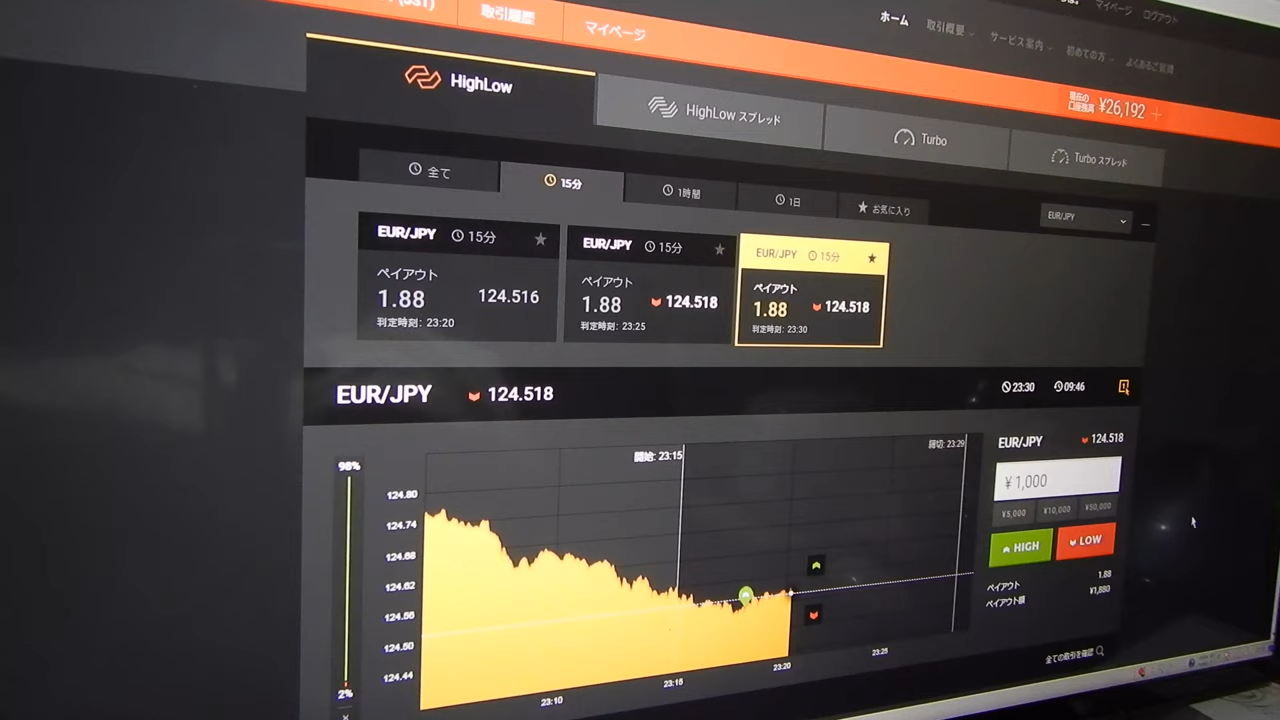 (JST)
取引履歴
マイページ
ホーム
取引概要
サービス案内
初めての方
よくあるご質問
マイページ
ログアウト
現在の
口座残高
¥26,192
HighLow
HighLow スプレッド
Turbo
Turbo スプレッド
全て
15分
1時間
1日
お気に入り
EUR/JPY
EUR/JPY 15分
ペイアウト
1.88 124.516
判定時刻: 23:20
EUR/JPY 15分
ペイアウト
1.88 124.518
判定時刻: 23:25
EUR/JPY 15分
ペイアウト
1.88 124.518
判定時刻: 23:30
EUR/JPY 124.518
23:30 09:46
98%
2%
開始: 23:15
締切: 23:29
124.80
124.74
124.68
124.62
124.56
124.50
124.44
23:10
23:15
23:20
23:25
EUR/JPY 124.518
¥1,000
¥5,000 ¥10,000 ¥50,000
HIGH LOW
ペイアウト 1.88
ペイアウト額 ¥1,880
全ての取引を確認